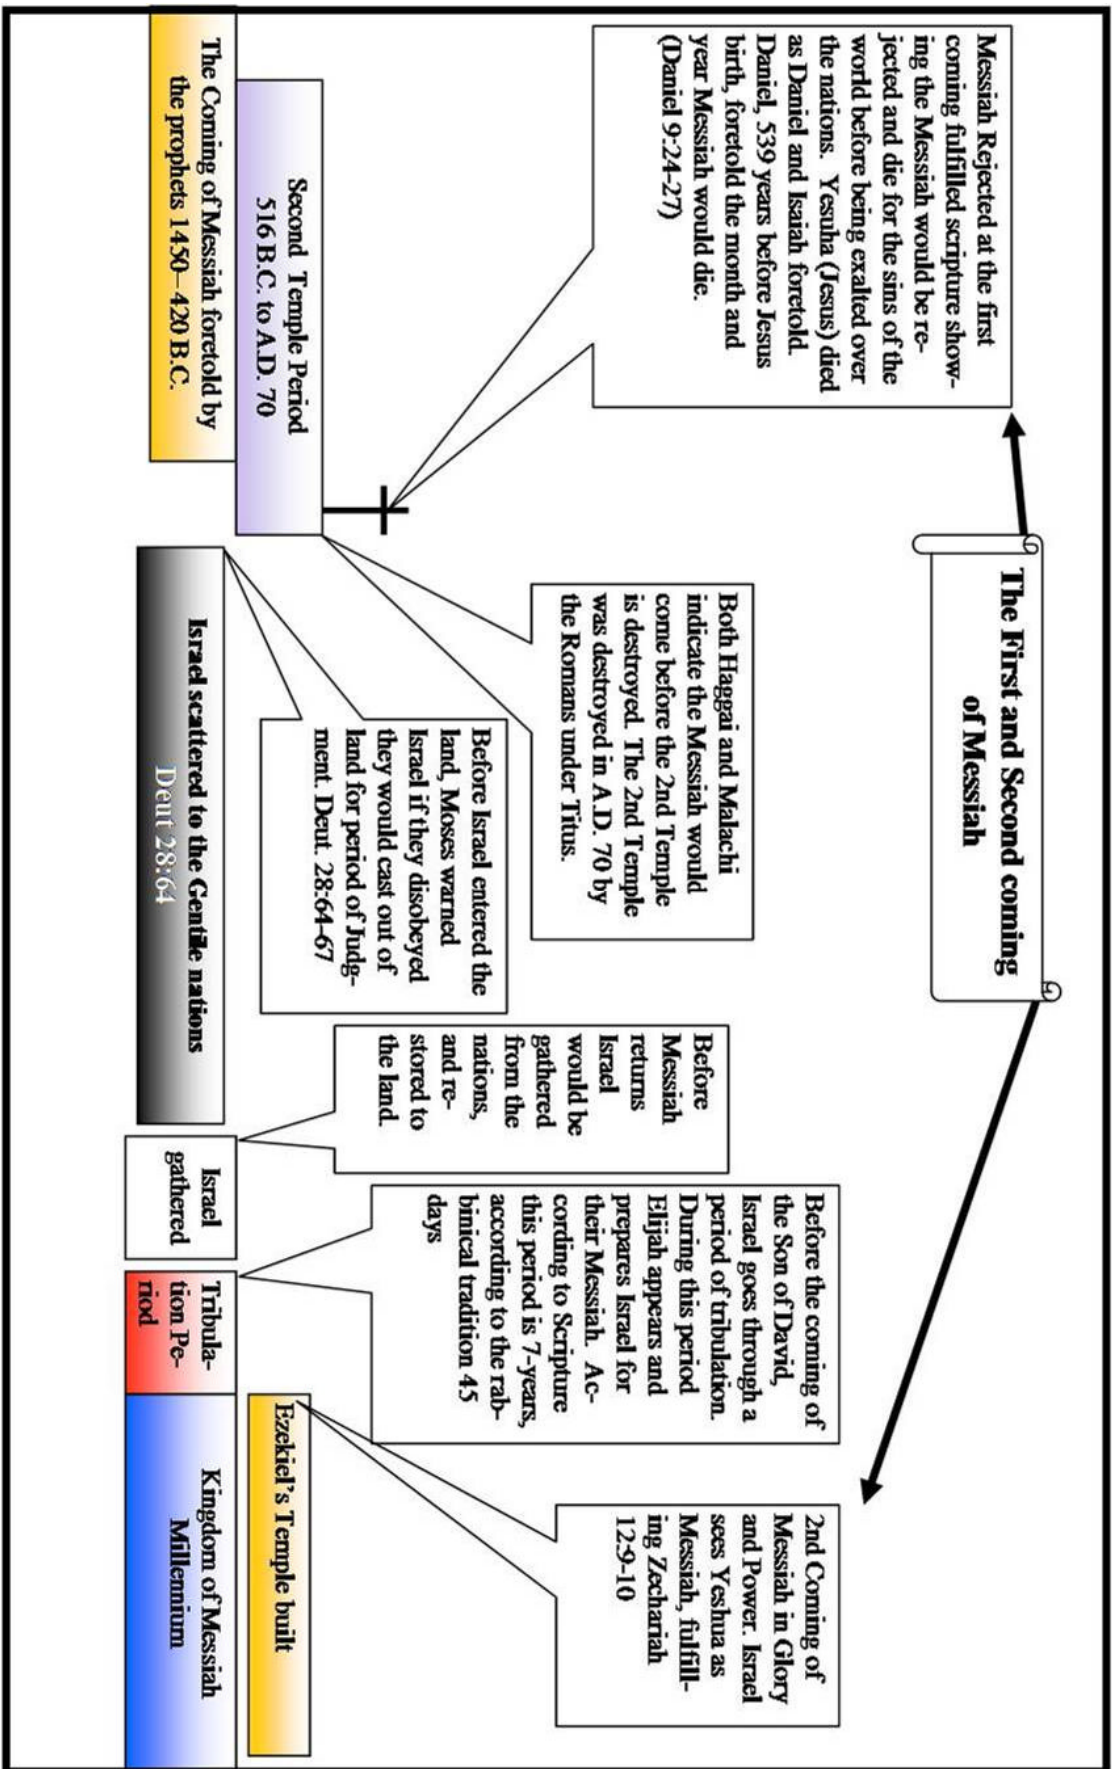 The First and Second coming
of Messiah
Messiah Rejected at the first
coming fulfilled scripture show-
ing the Messiah would be re-
jected and die for the sins of the
world before being exalted over
the nations. Yesuha (Jesus) died
as Daniel and Isaiah foretold.
Daniel, 539 years before Jesus
birth, foretold the month and
year Messiah would die.
(Daniel 9:24-27)
Both Haggai and Malachi
indicate the Messiah would
come before the 2nd Temple
is destroyed. The 2nd Temple
was destroyed in A.D. 70 by
the Romans under Titus.
Before Israel entered the
land, Moses warned
Israel if they disobeyed
they would cast out of
land for period of Judg-
ment. Deut. 28:64-67
Before
Messiah
returns
Israel
would be
gathered
from the
nations,
and re-
stored to
the land.
Before the coming of
the Son of David,
Israel goes through a
period of tribulation.
During this period
Elijah appears and
prepares Israel for
their Messiah. Ac-
cording to Scripture
this period is 7-years,
according to the rab-
binical tradition 45
days
2nd Coming of
Messiah in Glory
and Power. Israel
sees Yeshua as
Messiah, fulfill-
ing Zechariah
12:9-10
Second Temple Period
516 B.C. to A.D. 70
The Coming of Messiah foretold by
the prophets 1450–420 B.C.
Israel scattered to the Gentile nations
Deut 28:64
Israel
gathered
Tribula-
tion Pe-
riod
Ezekiel's Temple built
Kingdom of Messiah
Millennium